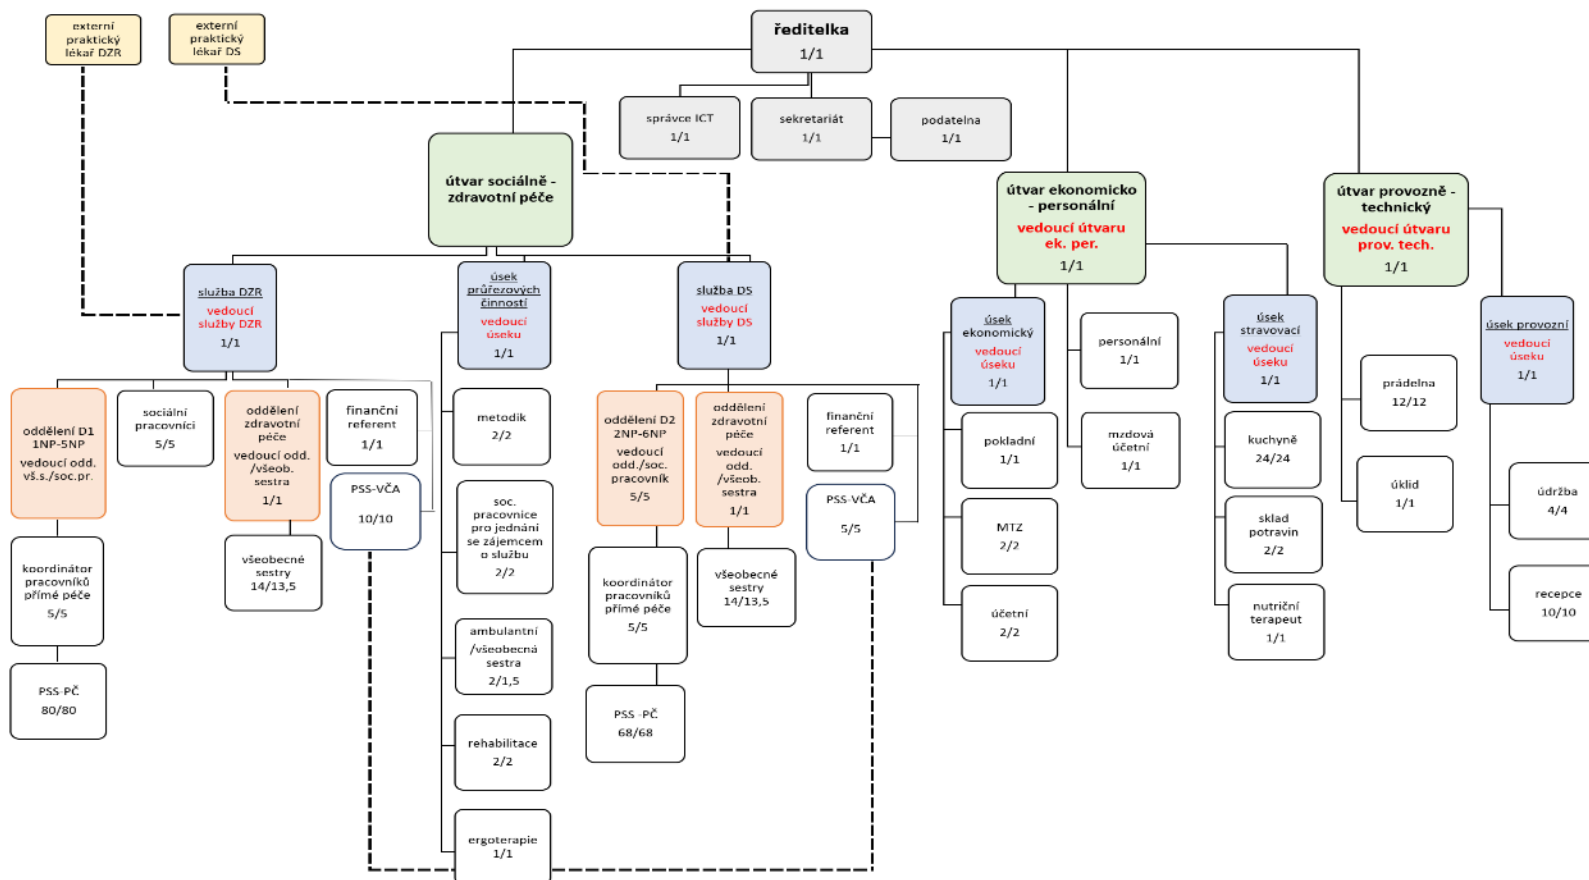 externí
praktický
lékař DZR
externí
praktický
lékař DS
ředitelka
1/1
správce ICT
1/1
sekretariát
1/1
podatelna
1/1
útvar sociálně -
zdravotní péče
útvar ekonomicko
- personální
vedoucí útvaru
ek. per.
1/1
útvar provozně -
technický
vedoucí útvaru
prov. tech.
1/1
služba DZR
vedoucí
služby DZR
1/1
úsek
průřezových
činností
vedoucí
úseku
1/1
služba DS
vedoucí
služby DS
1/1
úsek
ekonomický
vedoucí
úseku
1/1
personální
1/1
úsek
stravovací
vedoucí
úseku
1/1
prádelna
12/12
úsek provozní
vedoucí
úseku
1/1
oddělení D1
1NP-5NP
vedoucí odd.
vš.s./soc.pr.
sociální
pracovníci
5/5
oddělení
zdravotní
péče
vedoucí odd.
/všeob.
sestra
1/1
finanční
referent
1/1
PSS-VČA
10/10
metodik
2/2
oddělení D2
2NP-6NP
vedoucí
odd./soc.
pracovník
5/5
oddělení
zdravotní
péče
vedoucí
odd.
/všeob.
sestra
1/1
finanční
referent
1/1
PSS-VČA
5/5
pokladní
1/1
mzdová
účetní
1/1
kuchyně
24/24
úklid
1/1
údržba
4/4
koordinátor
pracovníků
přímé péče
5/5
všeobecné
sestry
14/13,5
soc.
pracovnice
pro jednání
se zájemcem
o službu
2/2
koordinátor
pracovníků
přímé péče
5/5
všeobecné
sestry
14/13,5
MTZ
2/2
sklad
potravin
2/2
recepce
10/10
PSS-PČ
80/80
ambulantní
/všeobecná
sestra
2/1,5
PSS -PČ
68/68
účetní
2/2
nutriční
terapeut
1/1
rehabilitace
2/2
ergoterapie
1/1